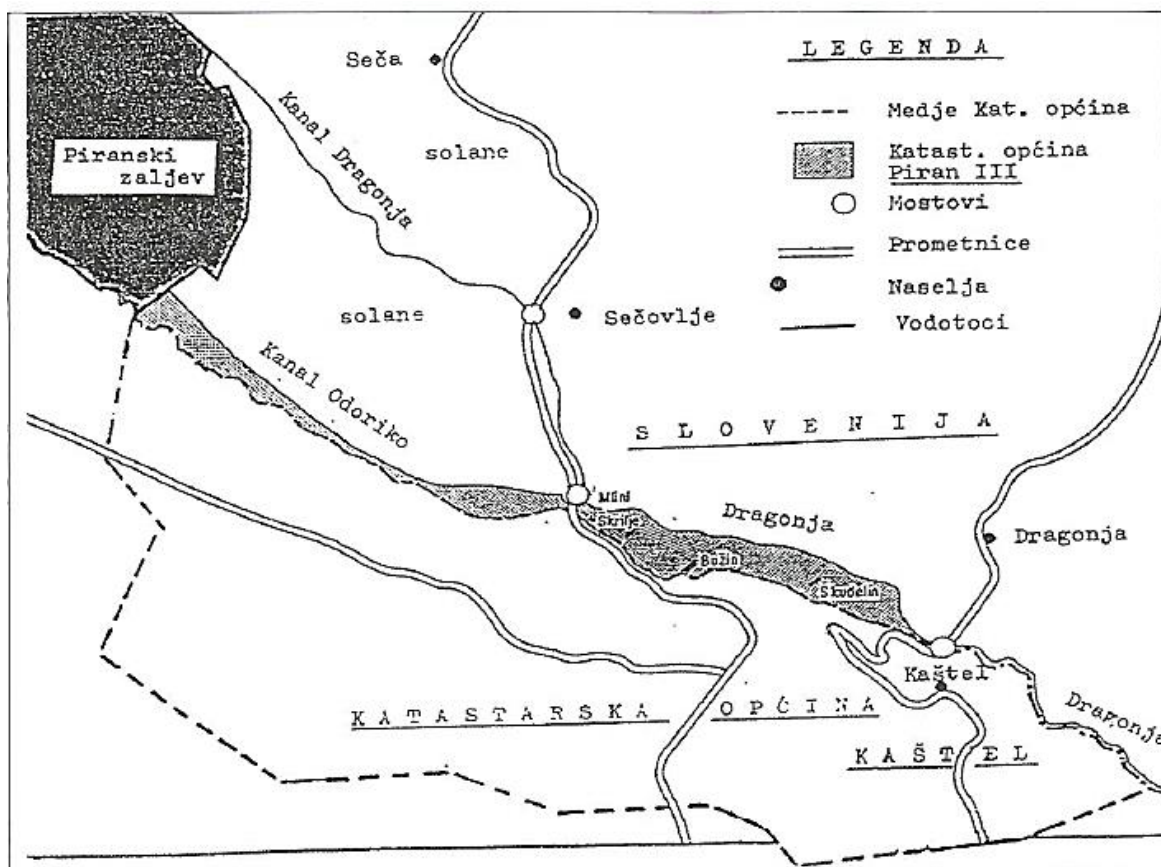 LEGENDA
Medje Kat. općina
Katast. općina
Piran III
Mostovi
Prometnice
Naselja
Vodotoci
Seča
Kanal Dragonja
solane
Piranski
zaljev
solane
Sečovlje
Kanal Odoriko
SLOVENIJA
Mlini
Škrilje
Dragonja
Dragonja
Bužin
Škudelin
Kaštel
Dragonja
KATASTARSKA OPĆINA
KAŠTEL